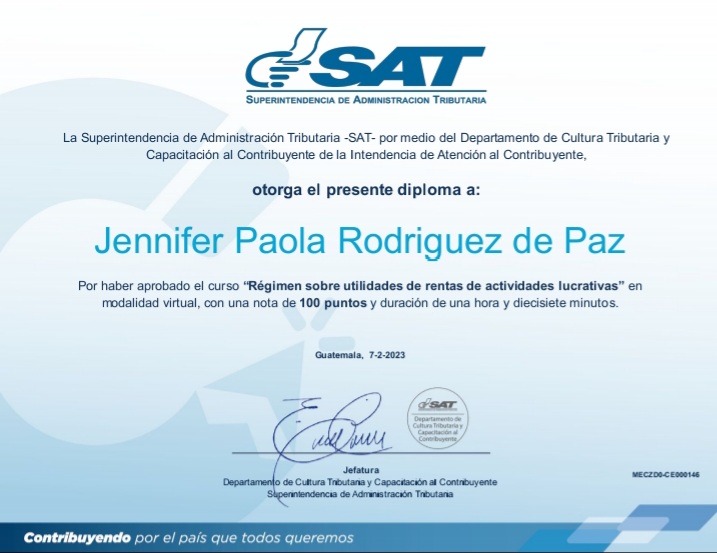 SAT
SUPERINTENDENCIA DE ADMINISTRACION TRIBUTARIA
La Superintendencia de Administración Tributaria -SAT- por medio del Departamento de Cultura Tributaria y
Capacitación al Contribuyente de la Intendencia de Atención al Contribuyente,
otorga el presente diploma a:
Jennifer Paola Rodriguez de Paz
Por haber aprobado el curso “Régimen sobre utilidades de rentas de actividades lucrativas” en
modalidad virtual, con una nota de 100 puntos y duración de una hora y diecisiete minutos.
Guatemala, 7-2-2023
SAT
Departamento de
Cultura Tributaria y
Capacitación al
Contribuyente
Jefatura
Departamento de Cultura Tributaria y Capacitación al Contribuyente
Superintendencia de Administración Tributaria
MECZD0-CE000146
Contribuyendo por el país que todos queremos